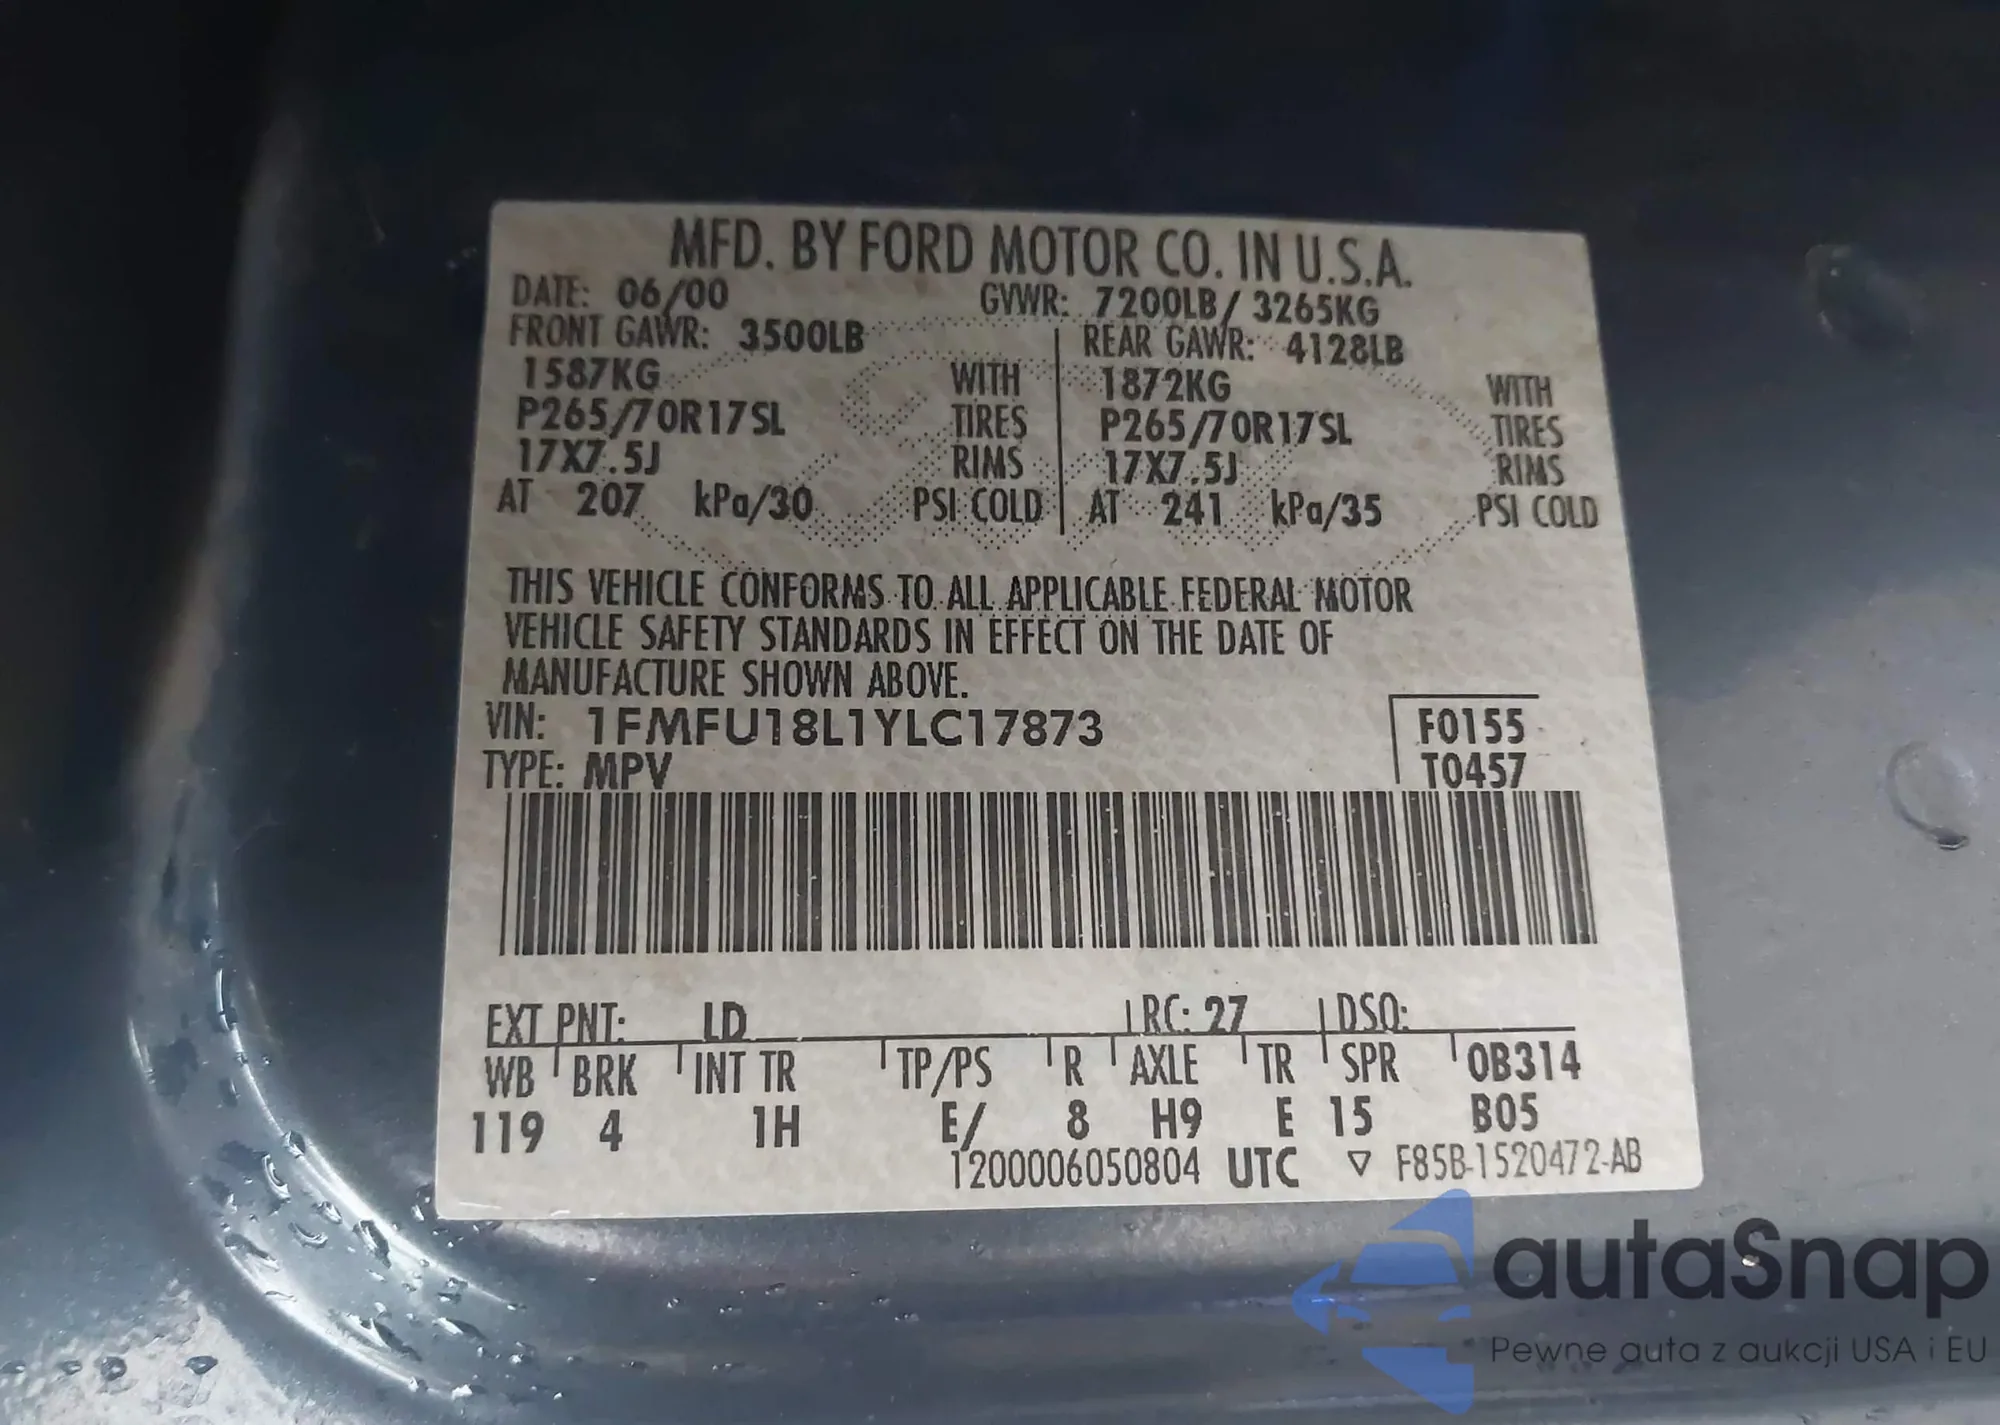 MFD. BY FORD MOTOR CO. IN U.S.A.
DATE: 06/00 GVWR: 7200LB/ 3265KG
FRONT GAWR: 3500LB REAR GAWR: 4128LB
1587KG WITH 1872KG WITH
P265/70R17SL TIRES P265/70R17SL TIRES
17X7.5J RIMS 17X7.5J RIMS
AT 207 kPa/30 PSI COLD AT 241 kPa/35 PSI COLD
THIS VEHICLE CONFORMS TO ALL APPLICABLE FEDERAL MOTOR
VEHICLE SAFETY STANDARDS IN EFFECT ON THE DATE OF
MANUFACTURE SHOWN ABOVE.
VIN: 1FMFU18L1YLC17873 F0155
TYPE: MPV T0457
EXT PNT: LD RC: 27 DSO:
WB BRK INT TR TP/PS R AXLE TR SPR 0B314
119 4 1H E/ 8 H9 E 15 B05
1200006050804 UTC ▽ F85B-1520472-AB
autaSnap
Pewne auta z aukcji USA i EU